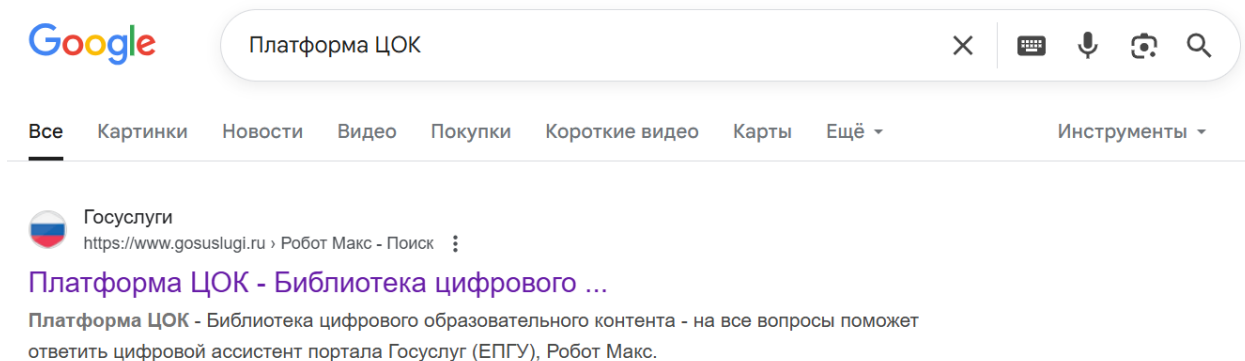 Google
Платформа ЦОК
Все Картинки Новости Видео Покупки Короткие видео Карты Ещё Инструменты
Госуслуги
https://www.gosuslugi.ru › Робот Макс - Поиск
Платформа ЦОК - Библиотека цифрового ...
Платформа ЦОК - Библиотека цифрового образовательного контента - на все вопросы поможет
ответить цифровой ассистент портала Госуслуг (ЕПГУ), Робот Макс.